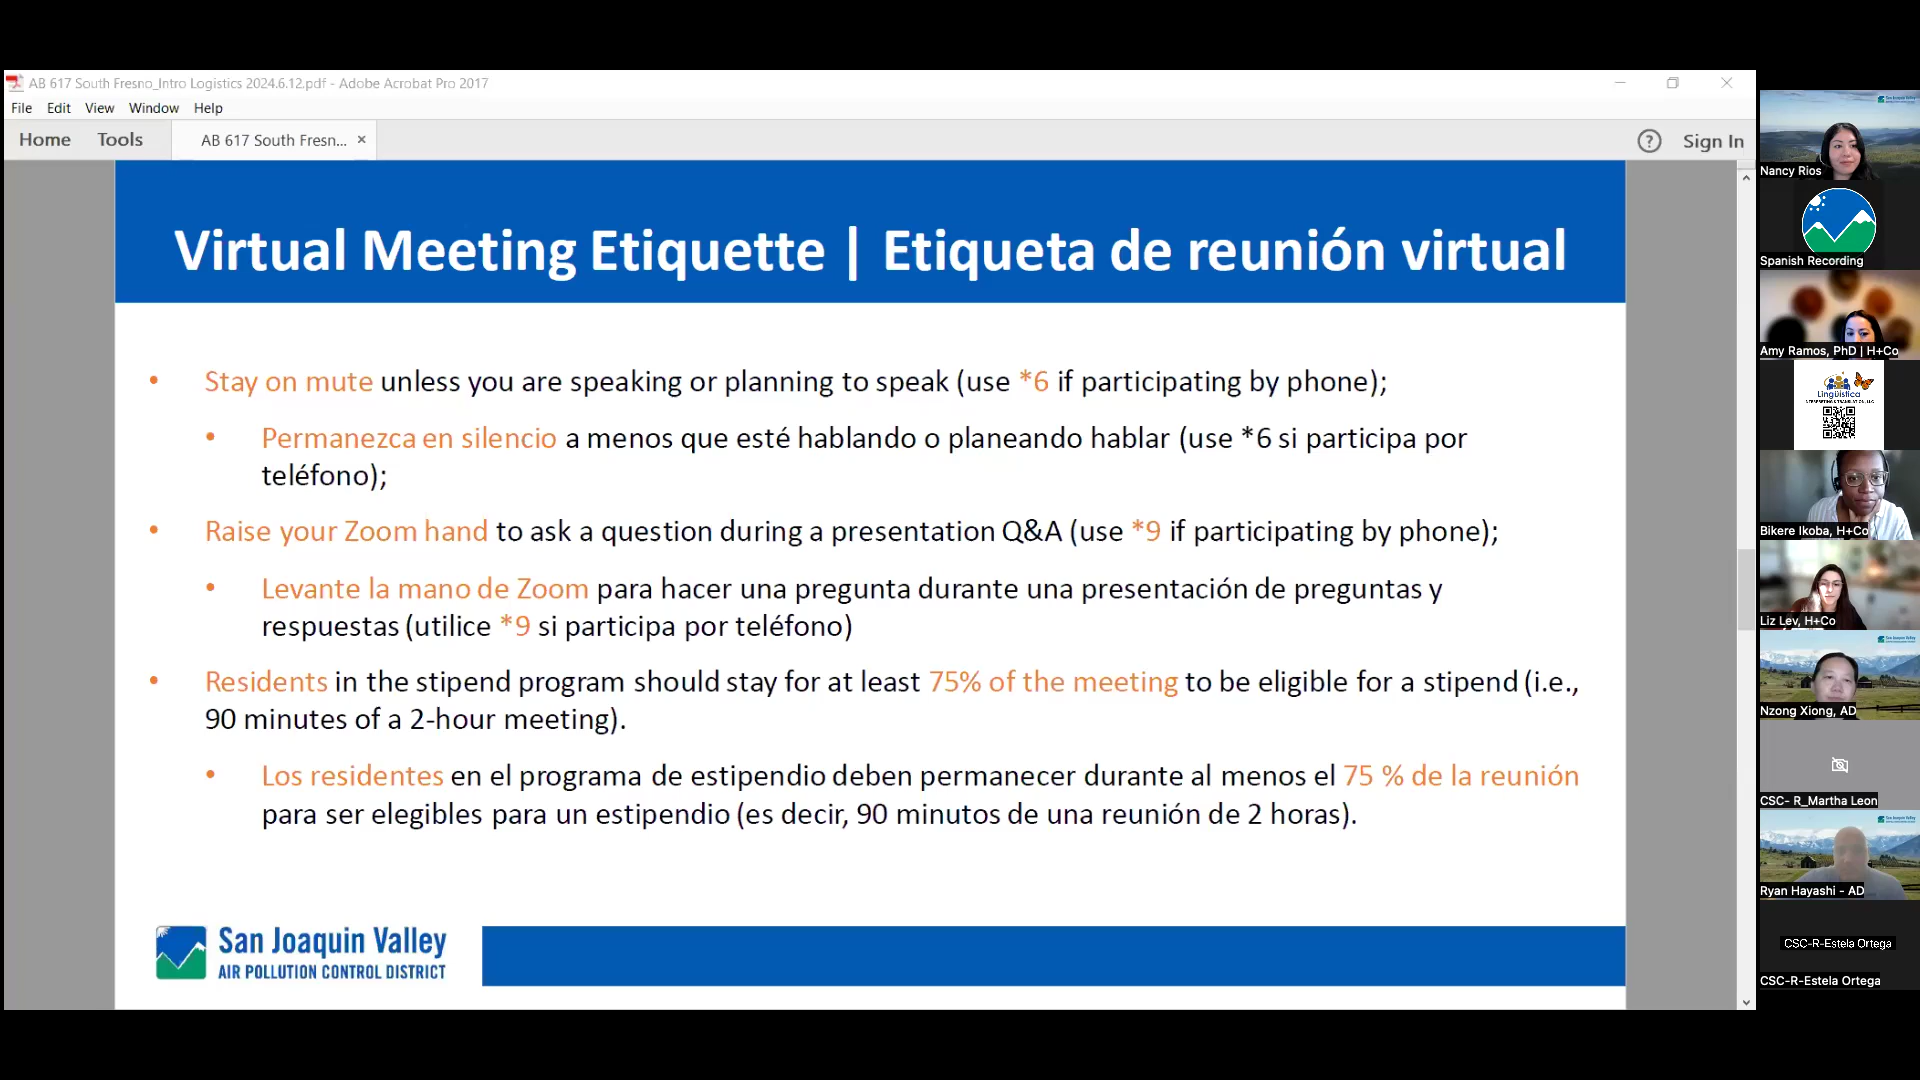 AB 617 South Fresno_Intro Logistics 2024.6.12.pdf - Adobe Acrobat Pro 2017
File Edit View Window Help
Home Tools AB 617 South Fresn... × ? Sign In
Virtual Meeting Etiquette | Etiqueta de reunión virtual
• Stay on mute unless you are speaking or planning to speak (use *6 if participating by phone);
• Permanezca en silencio a menos que esté hablando o planeando hablar (use *6 si participa por
teléfono);
• Raise your Zoom hand to ask a question during a presentation Q&A (use *9 if participating by phone);
• Levante la mano de Zoom para hacer una pregunta durante una presentación de preguntas y
respuestas (utilice *9 si participa por teléfono)
• Residents in the stipend program should stay for at least 75% of the meeting to be eligible for a stipend (i.e.,
90 minutes of a 2-hour meeting).
• Los residentes en el programa de estipendio deben permanecer durante al menos el 75 % de la reunión
para ser elegibles para un estipendio (es decir, 90 minutos de una reunión de 2 horas).
San Joaquin Valley
AIR POLLUTION CONTROL DISTRICT
Nancy Rios
Spanish Recording
Amy Ramos, PhD | H+Co
Lingüística
Bikere Ikoba, H+Co
Liz Lev, H+Co
Nzong Xiong, AD
CSC- R_Martha Leon
Ryan Hayashi - AD
CSC-R-Estela Ortega
CSC-R-Estela Ortega